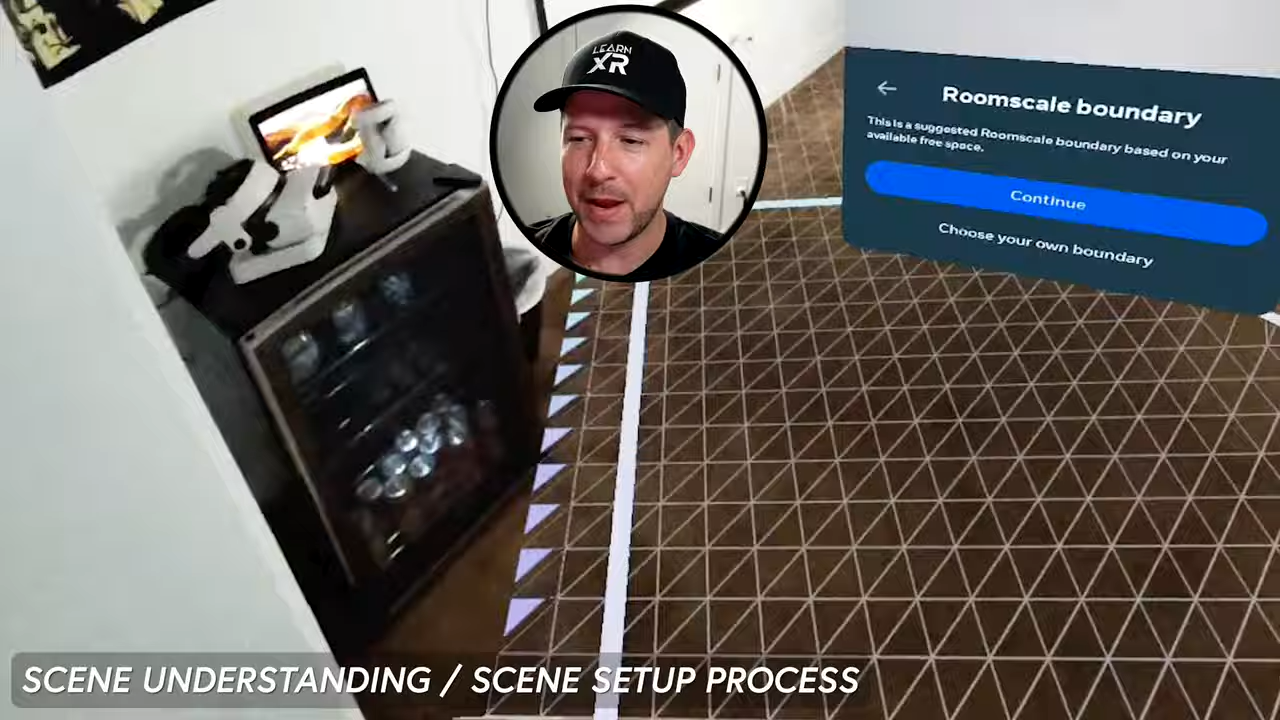 LEARN
XR
Roomscale boundary
This is a suggested Roomscale boundary based on your
available free space.
Continue
Choose your own boundary
SCENE UNDERSTANDING / SCENE SETUP PROCESS